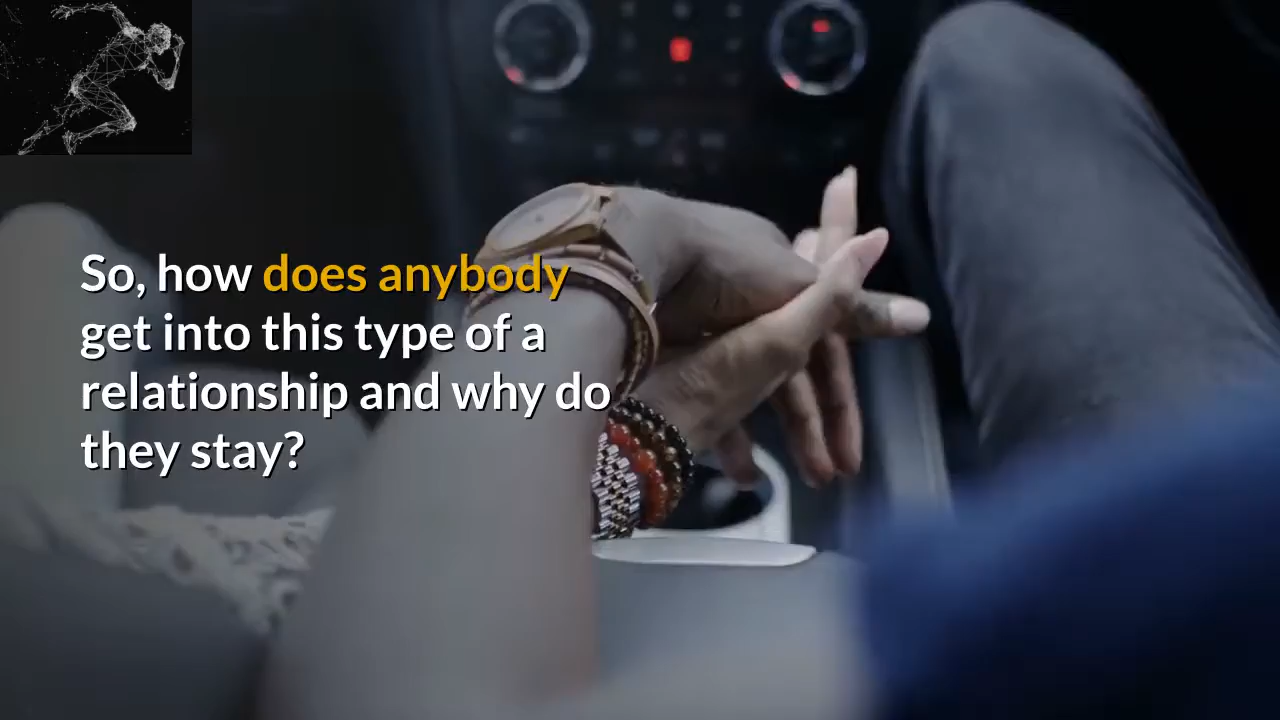 So, how does anybody
get into this type of a
relationship and why do
they stay?